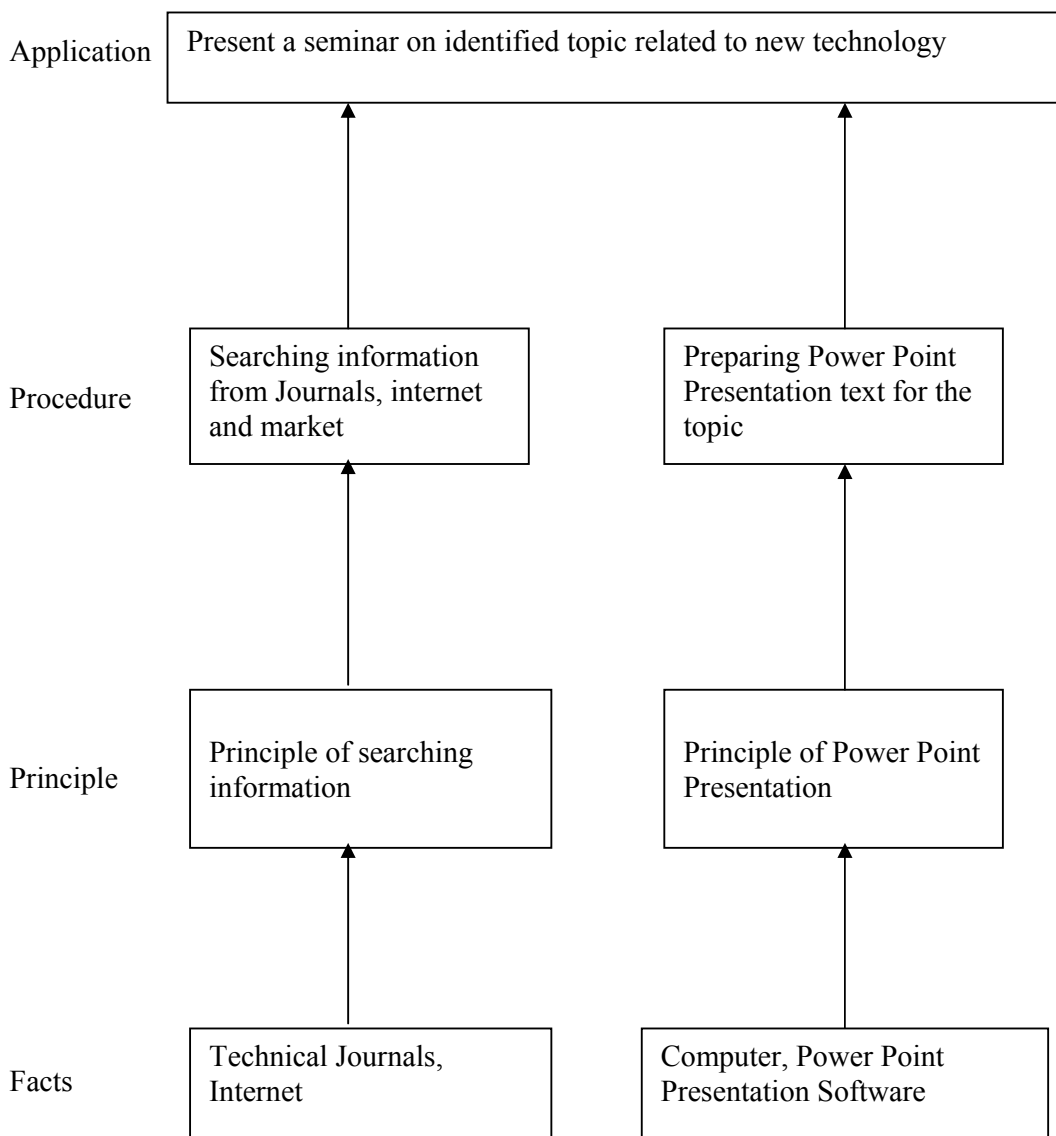 Application
Present a seminar on identified topic related to new technology
Procedure
Searching information
from Journals, internet
and market
Preparing Power Point
Presentation text for the
topic
Principle
Principle of searching
information
Principle of Power Point
Presentation
Facts
Technical Journals,
Internet
Computer, Power Point
Presentation Software